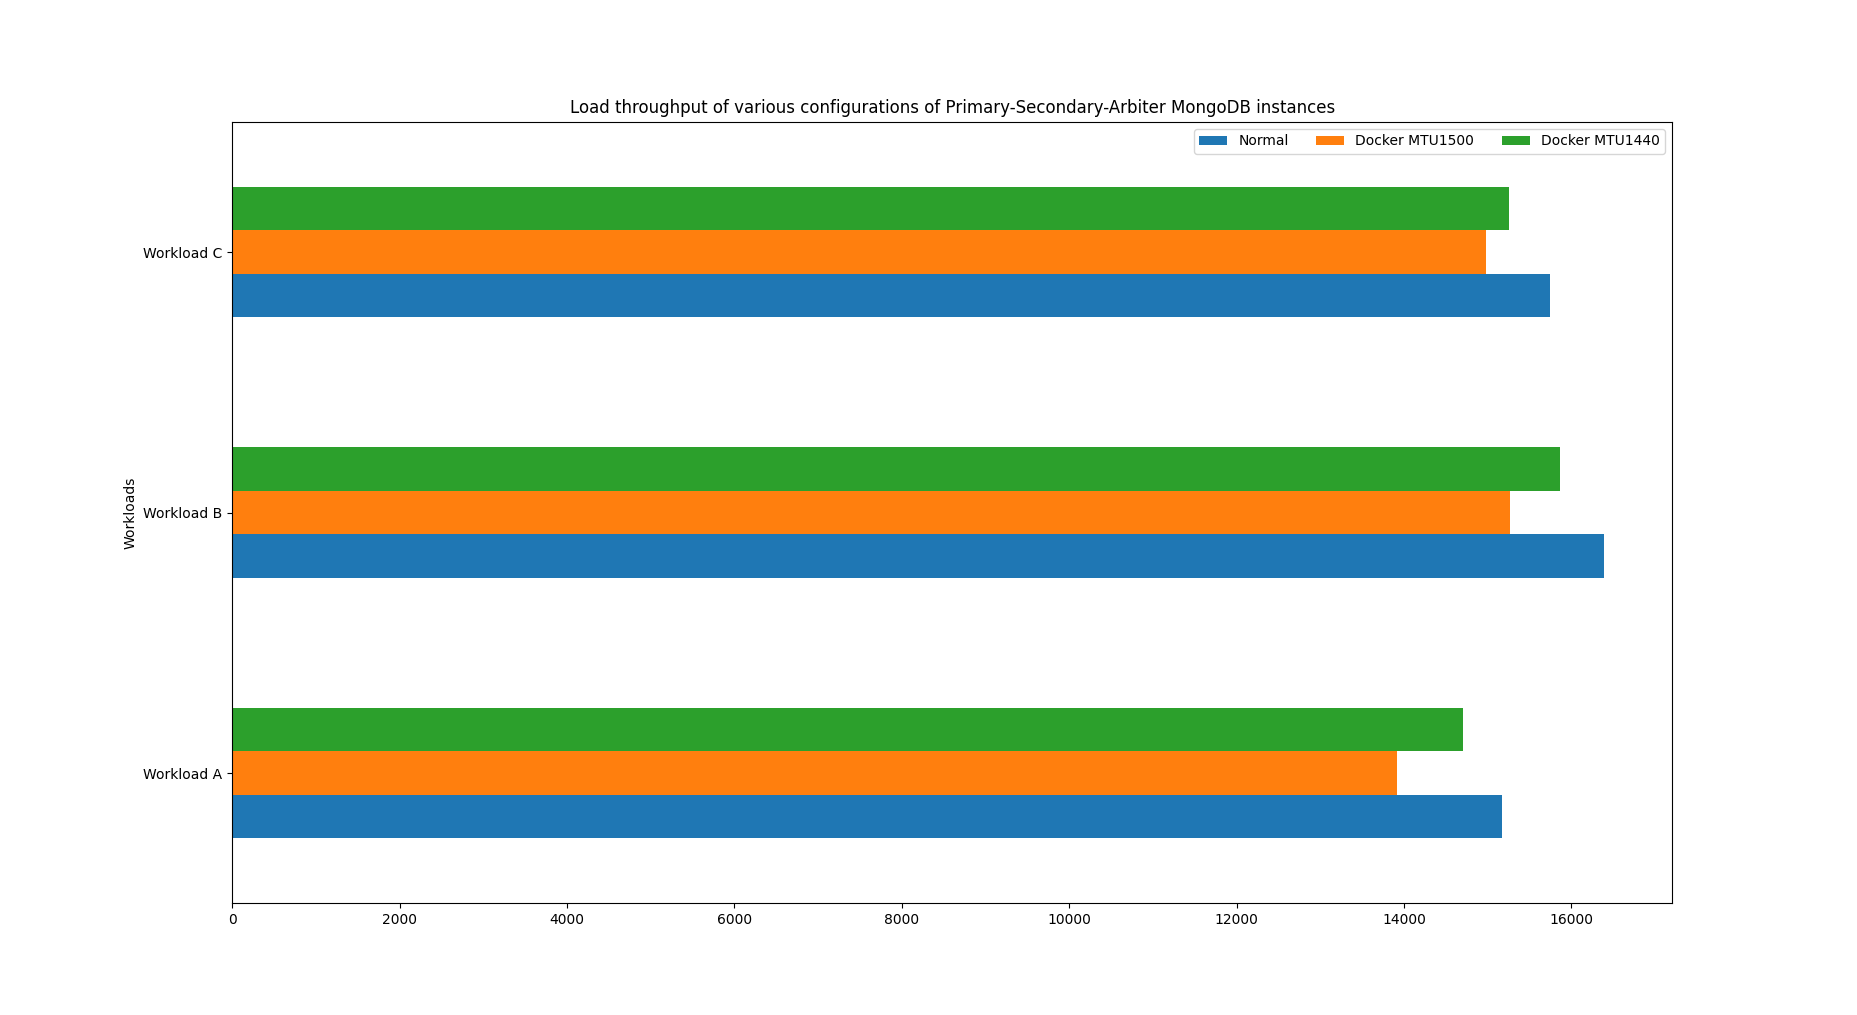 Load throughput of various configurations of Primary-Secondary-Arbiter MongoDB instances
Normal Docker MTU1500 Docker MTU1440
Workload C
Workload B
Workload A
Workloads
0 2000 4000 6000 8000 10000 12000 14000 16000